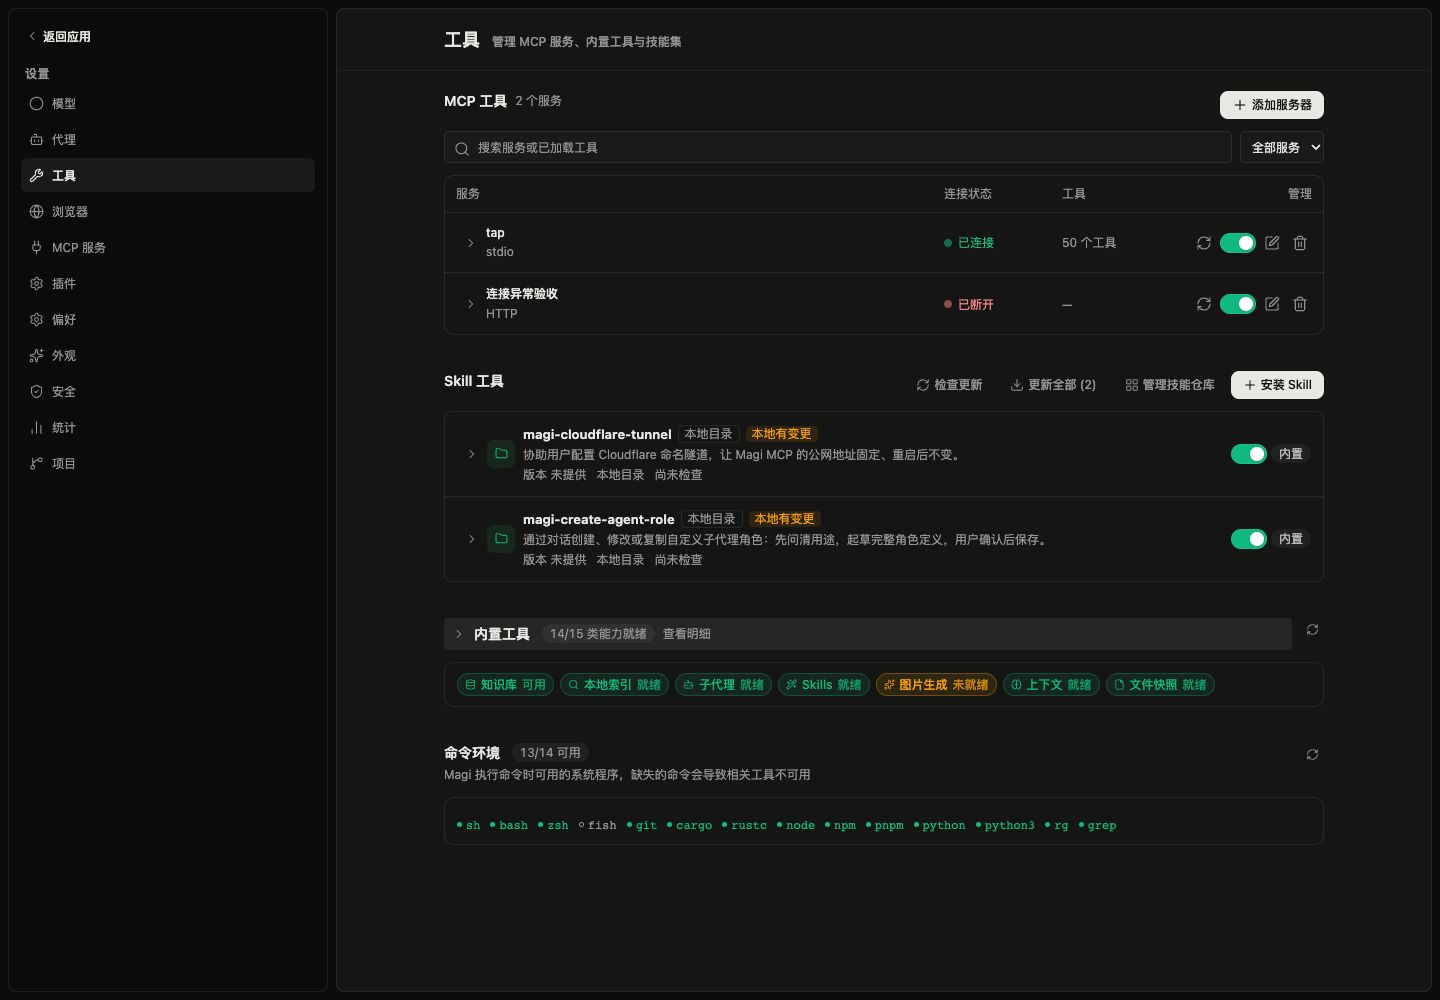 返回应用
设置
模型
代理
工具
浏览器
MCP 服务
插件
偏好
外观
安全
统计
项目
工具 管理 MCP 服务、内置工具与技能集
MCP 工具 2 个服务
添加服务器
搜索服务或已加载工具
全部服务
服务 连接状态 工具 管理
tap
stdio
已连接 50 个工具
连接异常验收
HTTP
已断开 —
Skill 工具
检查更新 更新全部 (2) 管理技能仓库 安装 Skill
magi-cloudflare-tunnel 本地目录 本地有变更
协助用户配置 Cloudflare 命名隧道，让 Magi MCP 的公网地址固定、重启后不变。
版本 未提供 本地目录 尚未检查
内置
magi-create-agent-role 本地目录 本地有变更
通过对话创建、修改或复制自定义子代理角色：先问清用途，起草完整角色定义，用户确认后保存。
版本 未提供 本地目录 尚未检查
内置
内置工具 14/15 类能力就绪 查看明细
知识库 可用 本地索引 就绪 子代理 就绪 Skills 就绪 图片生成 未就绪 上下文 就绪 文件快照 就绪
命令环境 13/14 可用
Magi 执行命令时可用的系统程序，缺失的命令会导致相关工具不可用
sh bash zsh fish git cargo rustc node npm pnpm python python3 rg grep